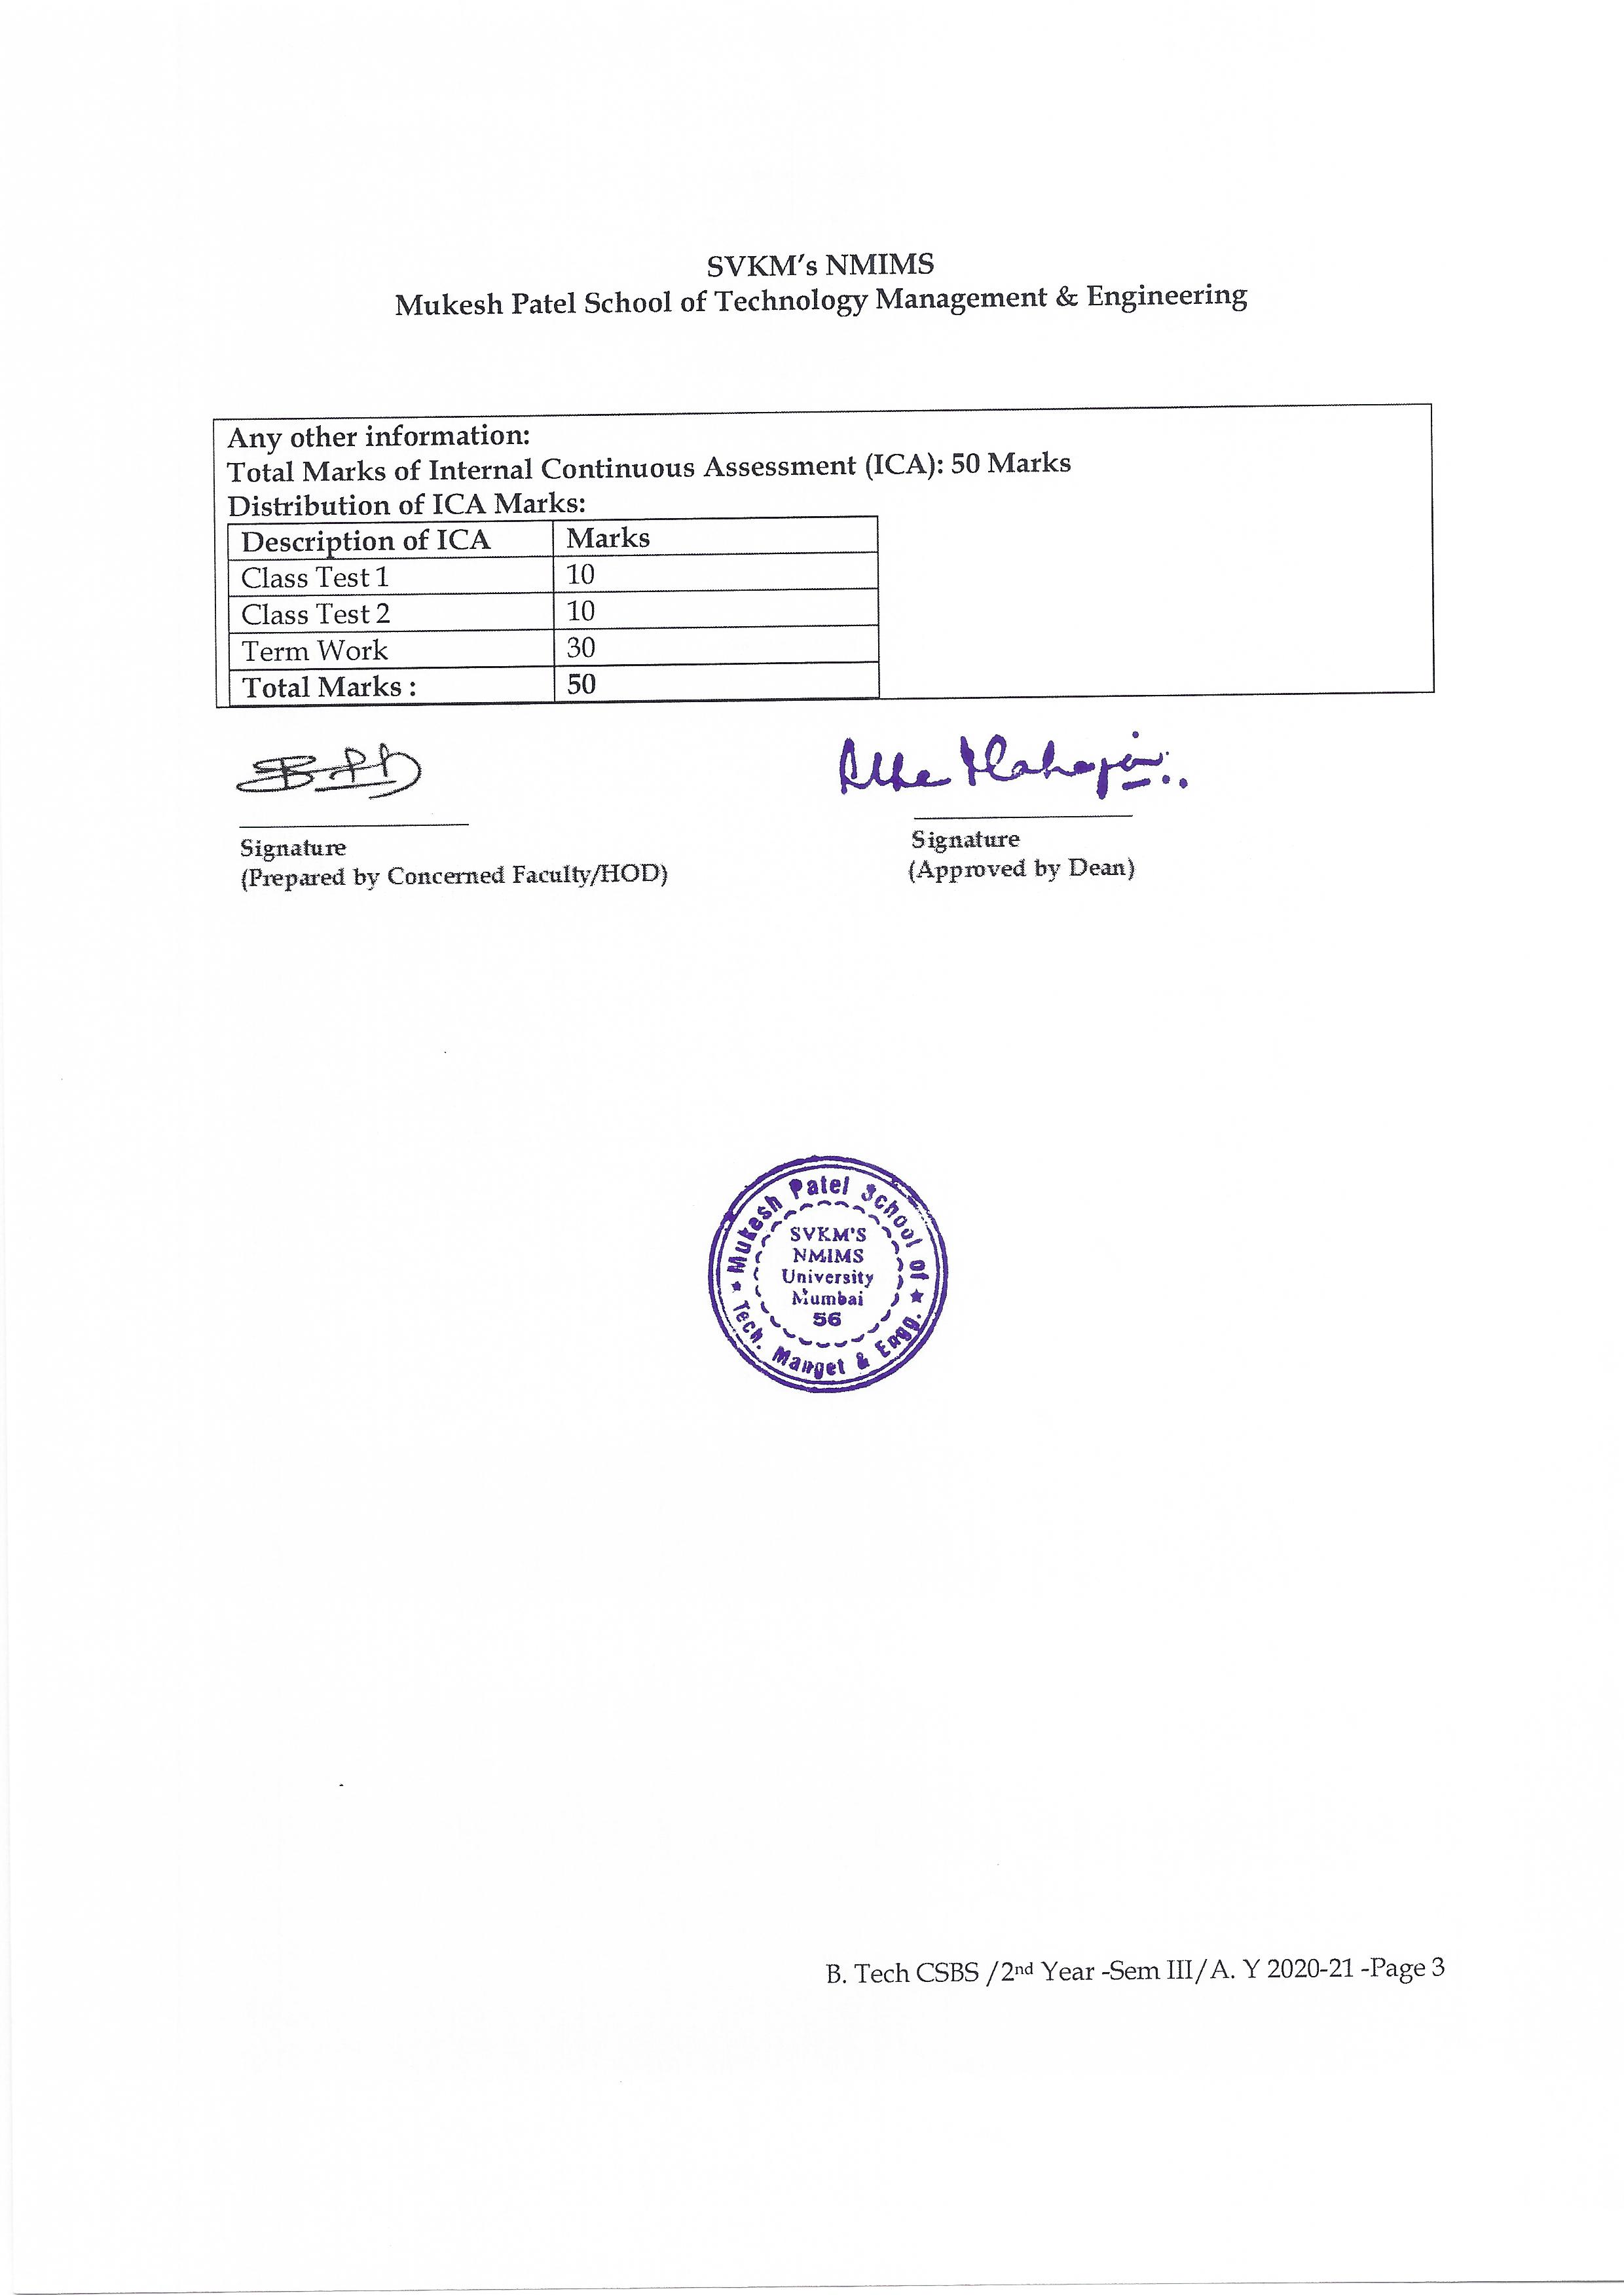 SVKM's NMIMS
Mukesh Patel School of Technology Management & Engineering
Any other information:
Total Marks of Internal Continuous Assessment (ICA): 50 Marks
Distribution of ICA Marks:
Description of ICA Marks
Class Test 1 10
Class Test 2 10
Term Work 30
Total Marks : 50
Alka Mahajan
Signature Signature
(Prepared by Concerned Faculty/HOD) (Approved by Dean)
Mukesh Patel School of
SVKM'S
NMIMS
University
Mumbai
56
Tech. Manget & Engg.
B. Tech CSBS /2nd Year -Sem III/A. Y 2020-21 -Page 3